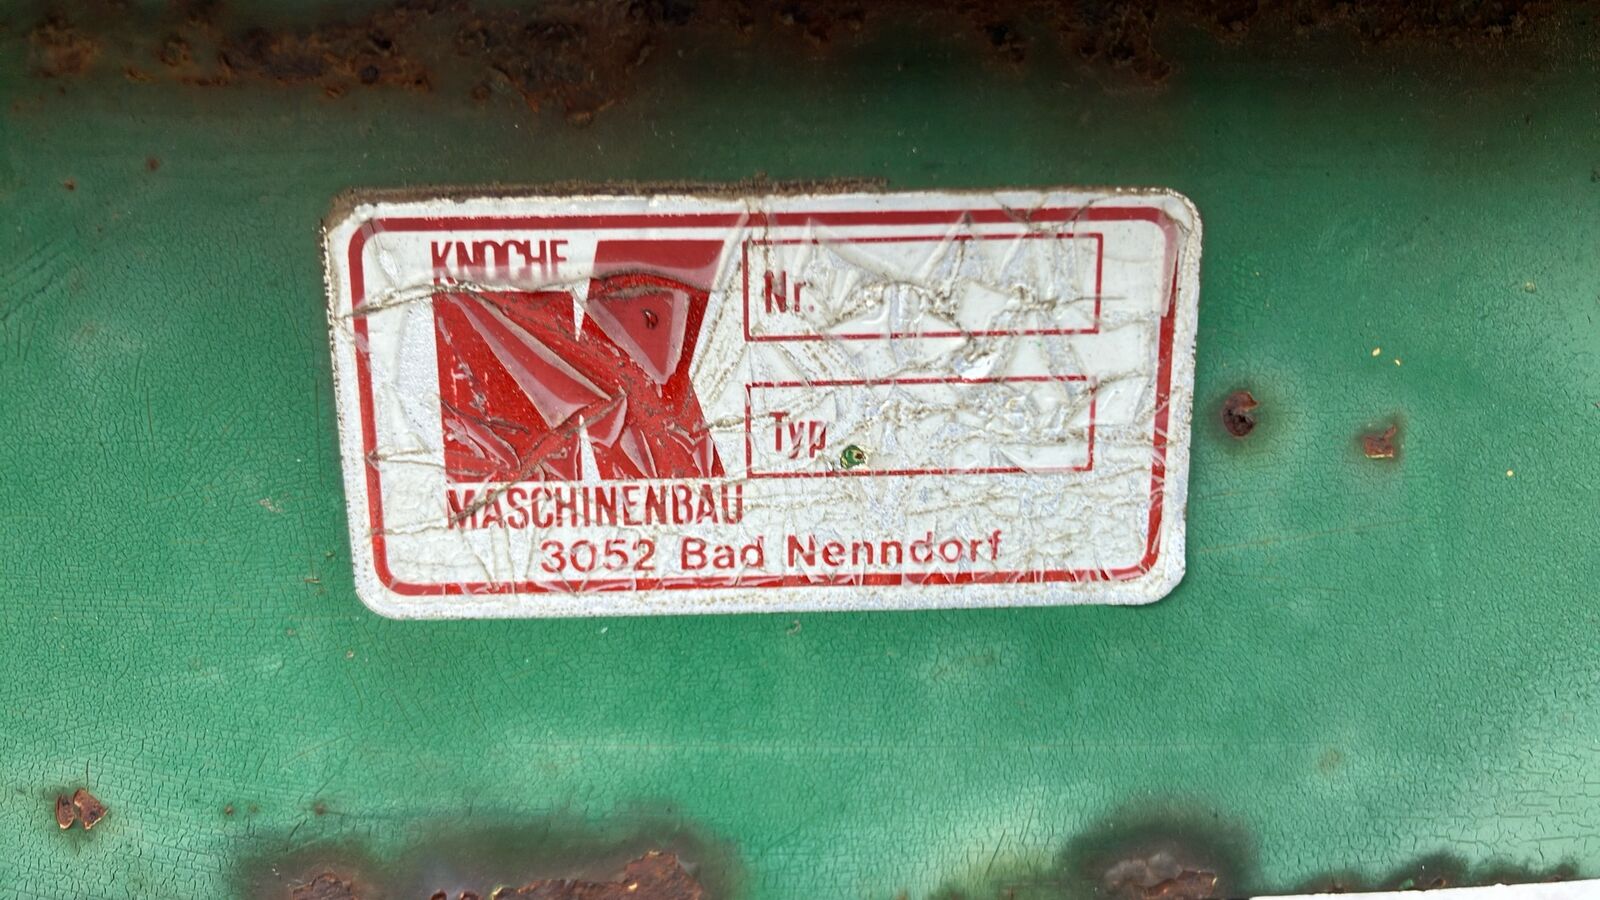 KNOCHE
Nr.
Typ
MASCHINENBAU
3052 Bad Nenndorf